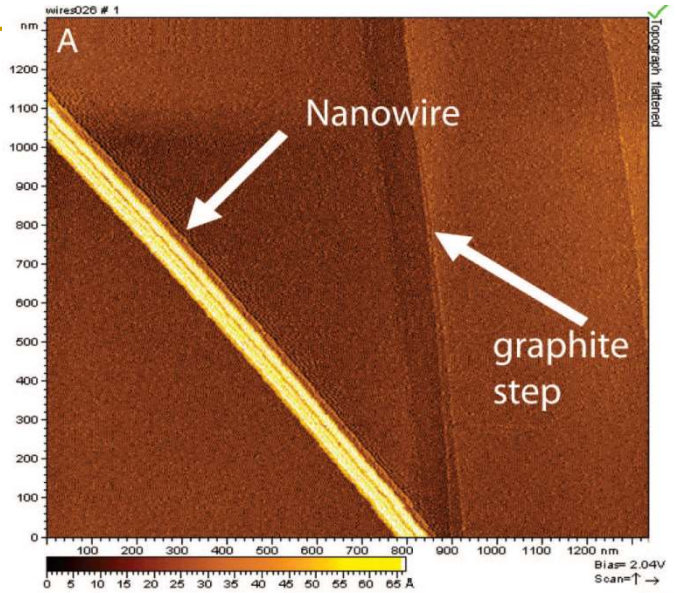 wires026 # 1
A
nm
1200
1100
1000
900
800
700
600
500
400
300
200
100
0
Nanowire
graphite
step
Topograph flattened
100 200 300 400 500 600 700 800 900 1000 1100 1200 nm
0 5 10 15 20 25 30 35 40 45 50 55 60 65 Å
Bias= 2.04V
Scan=↑ →